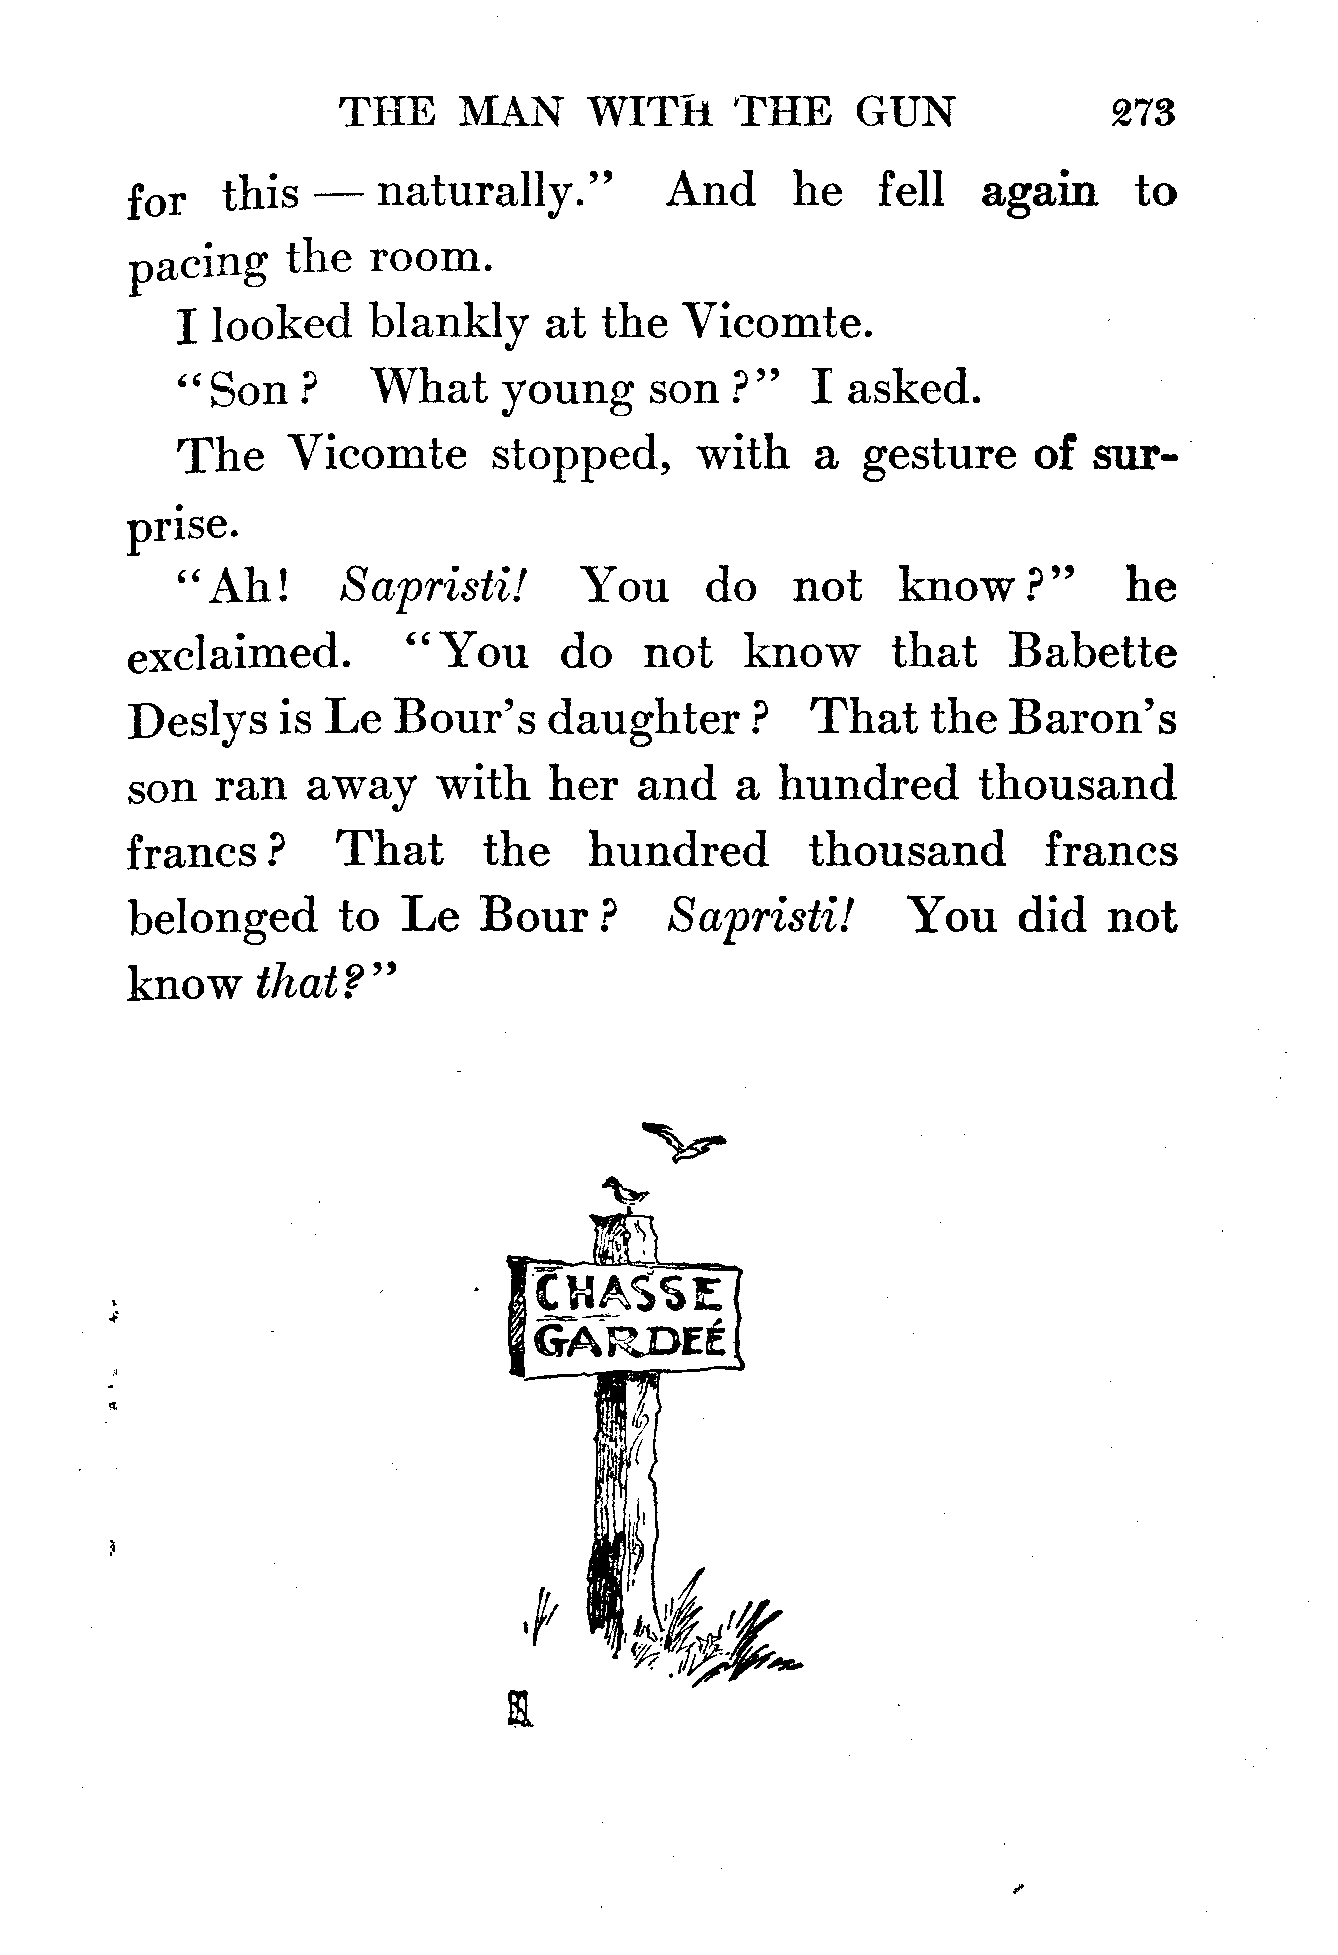 THE MAN WITH THE GUN 273
for this — naturally.” And he fell again to
pacing the room.
I looked blankly at the Vicomte.
“Son? What young son?” I asked.
The Vicomte stopped, with a gesture of sur-
prise.
“Ah! Sapristi! You do not know?” he
exclaimed. “You do not know that Babette
Deslys is Le Bour’s daughter? That the Baron’s
son ran away with her and a hundred thousand
francs? That the hundred thousand francs
belonged to Le Bour? Sapristi! You did not
know that?”
CHASSE
GARDEÉ